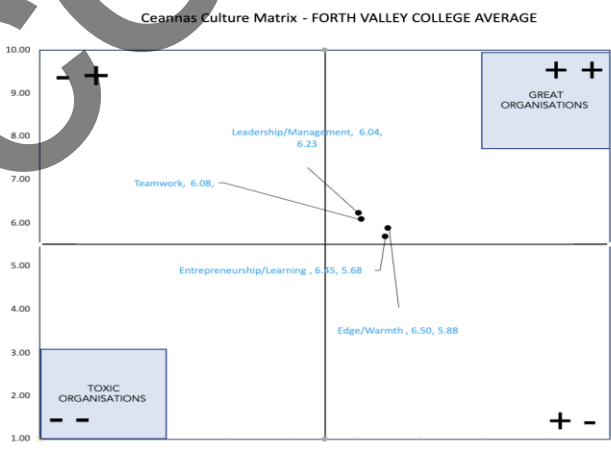 Ceannas Culture Matrix - FORTH VALLEY COLLEGE AVERAGE
10.00
- +
+ +
9.00
GREAT
ORGANISATIONS
8.00
Leadership/Management, 6.04,
6.23
7.00
Teamwork, 6.08,
6.00
5.00
Entrepreneurship/Learning , 6.45, 5.68
4.00
Edge/Warmth , 6.50, 5.88
3.00
TOXIC
ORGANISATIONS
2.00
- -
+ -
1.00